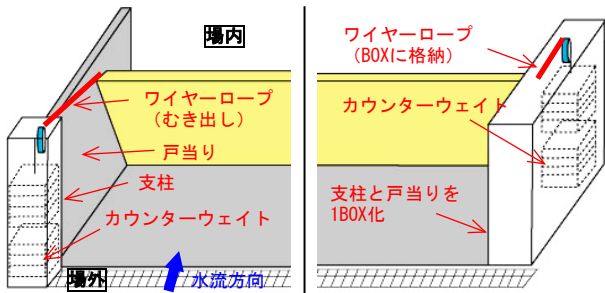 場内
ワイヤーロープ
(むき出し)
戸当り
支柱
カウンターウェイト
場外
水流方向
ワイヤーロープ
(BOXに格納)
カウンターウェイト
支柱と戸当りを
1BOX化